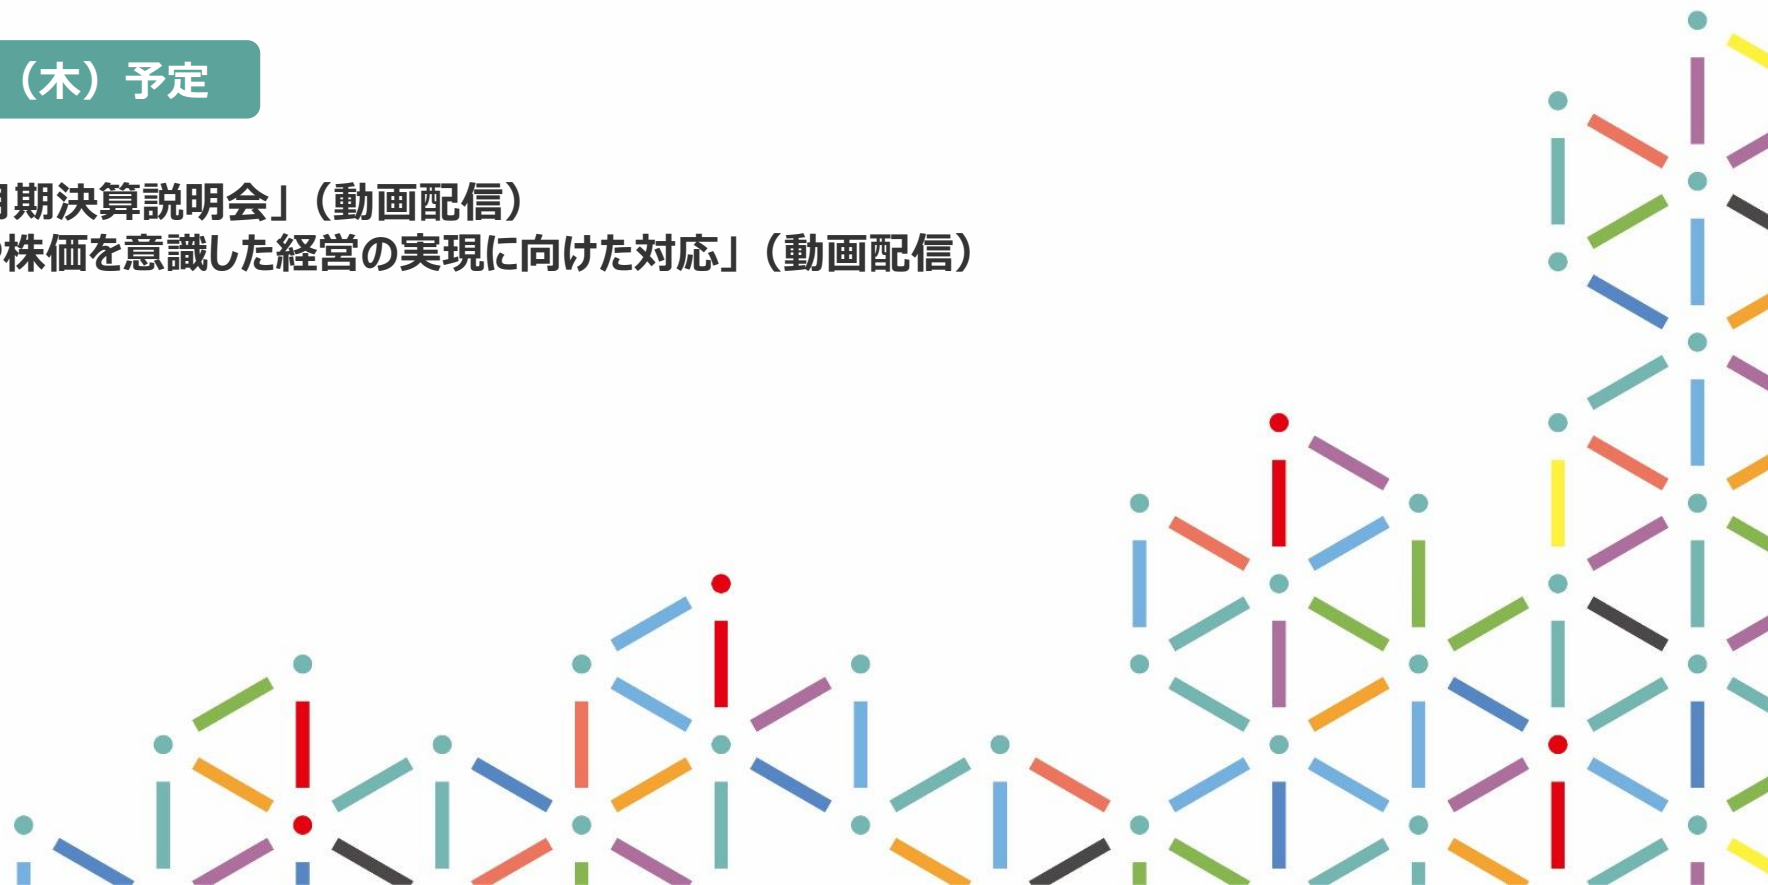 （木）予定
期決算説明会」（動画配信）
株価を意識した経営の実現に向けた対応」（動画配信）